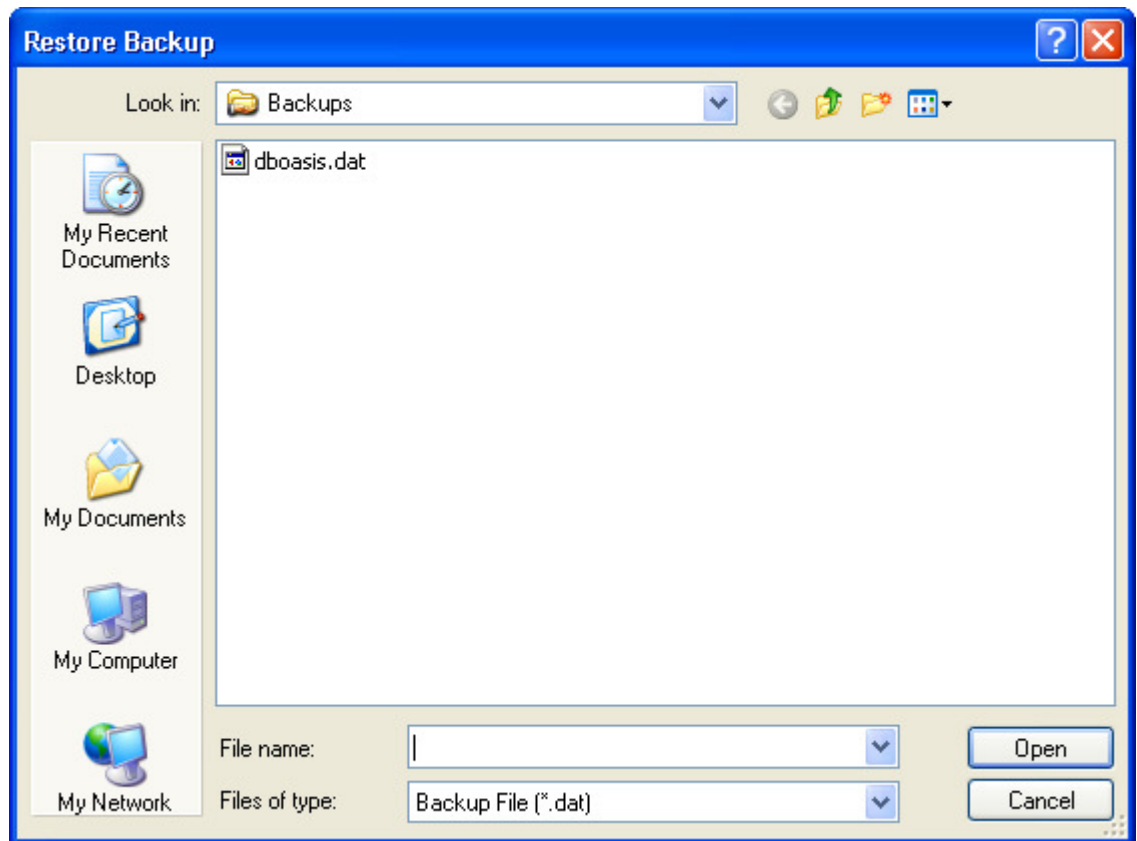 Restore Backup
Look in:
Backups
dboasis.dat
My Recent
Documents
Desktop
My Documents
My Computer
My Network
File name:
Open
Files of type:
Backup File (*.dat)
Cancel